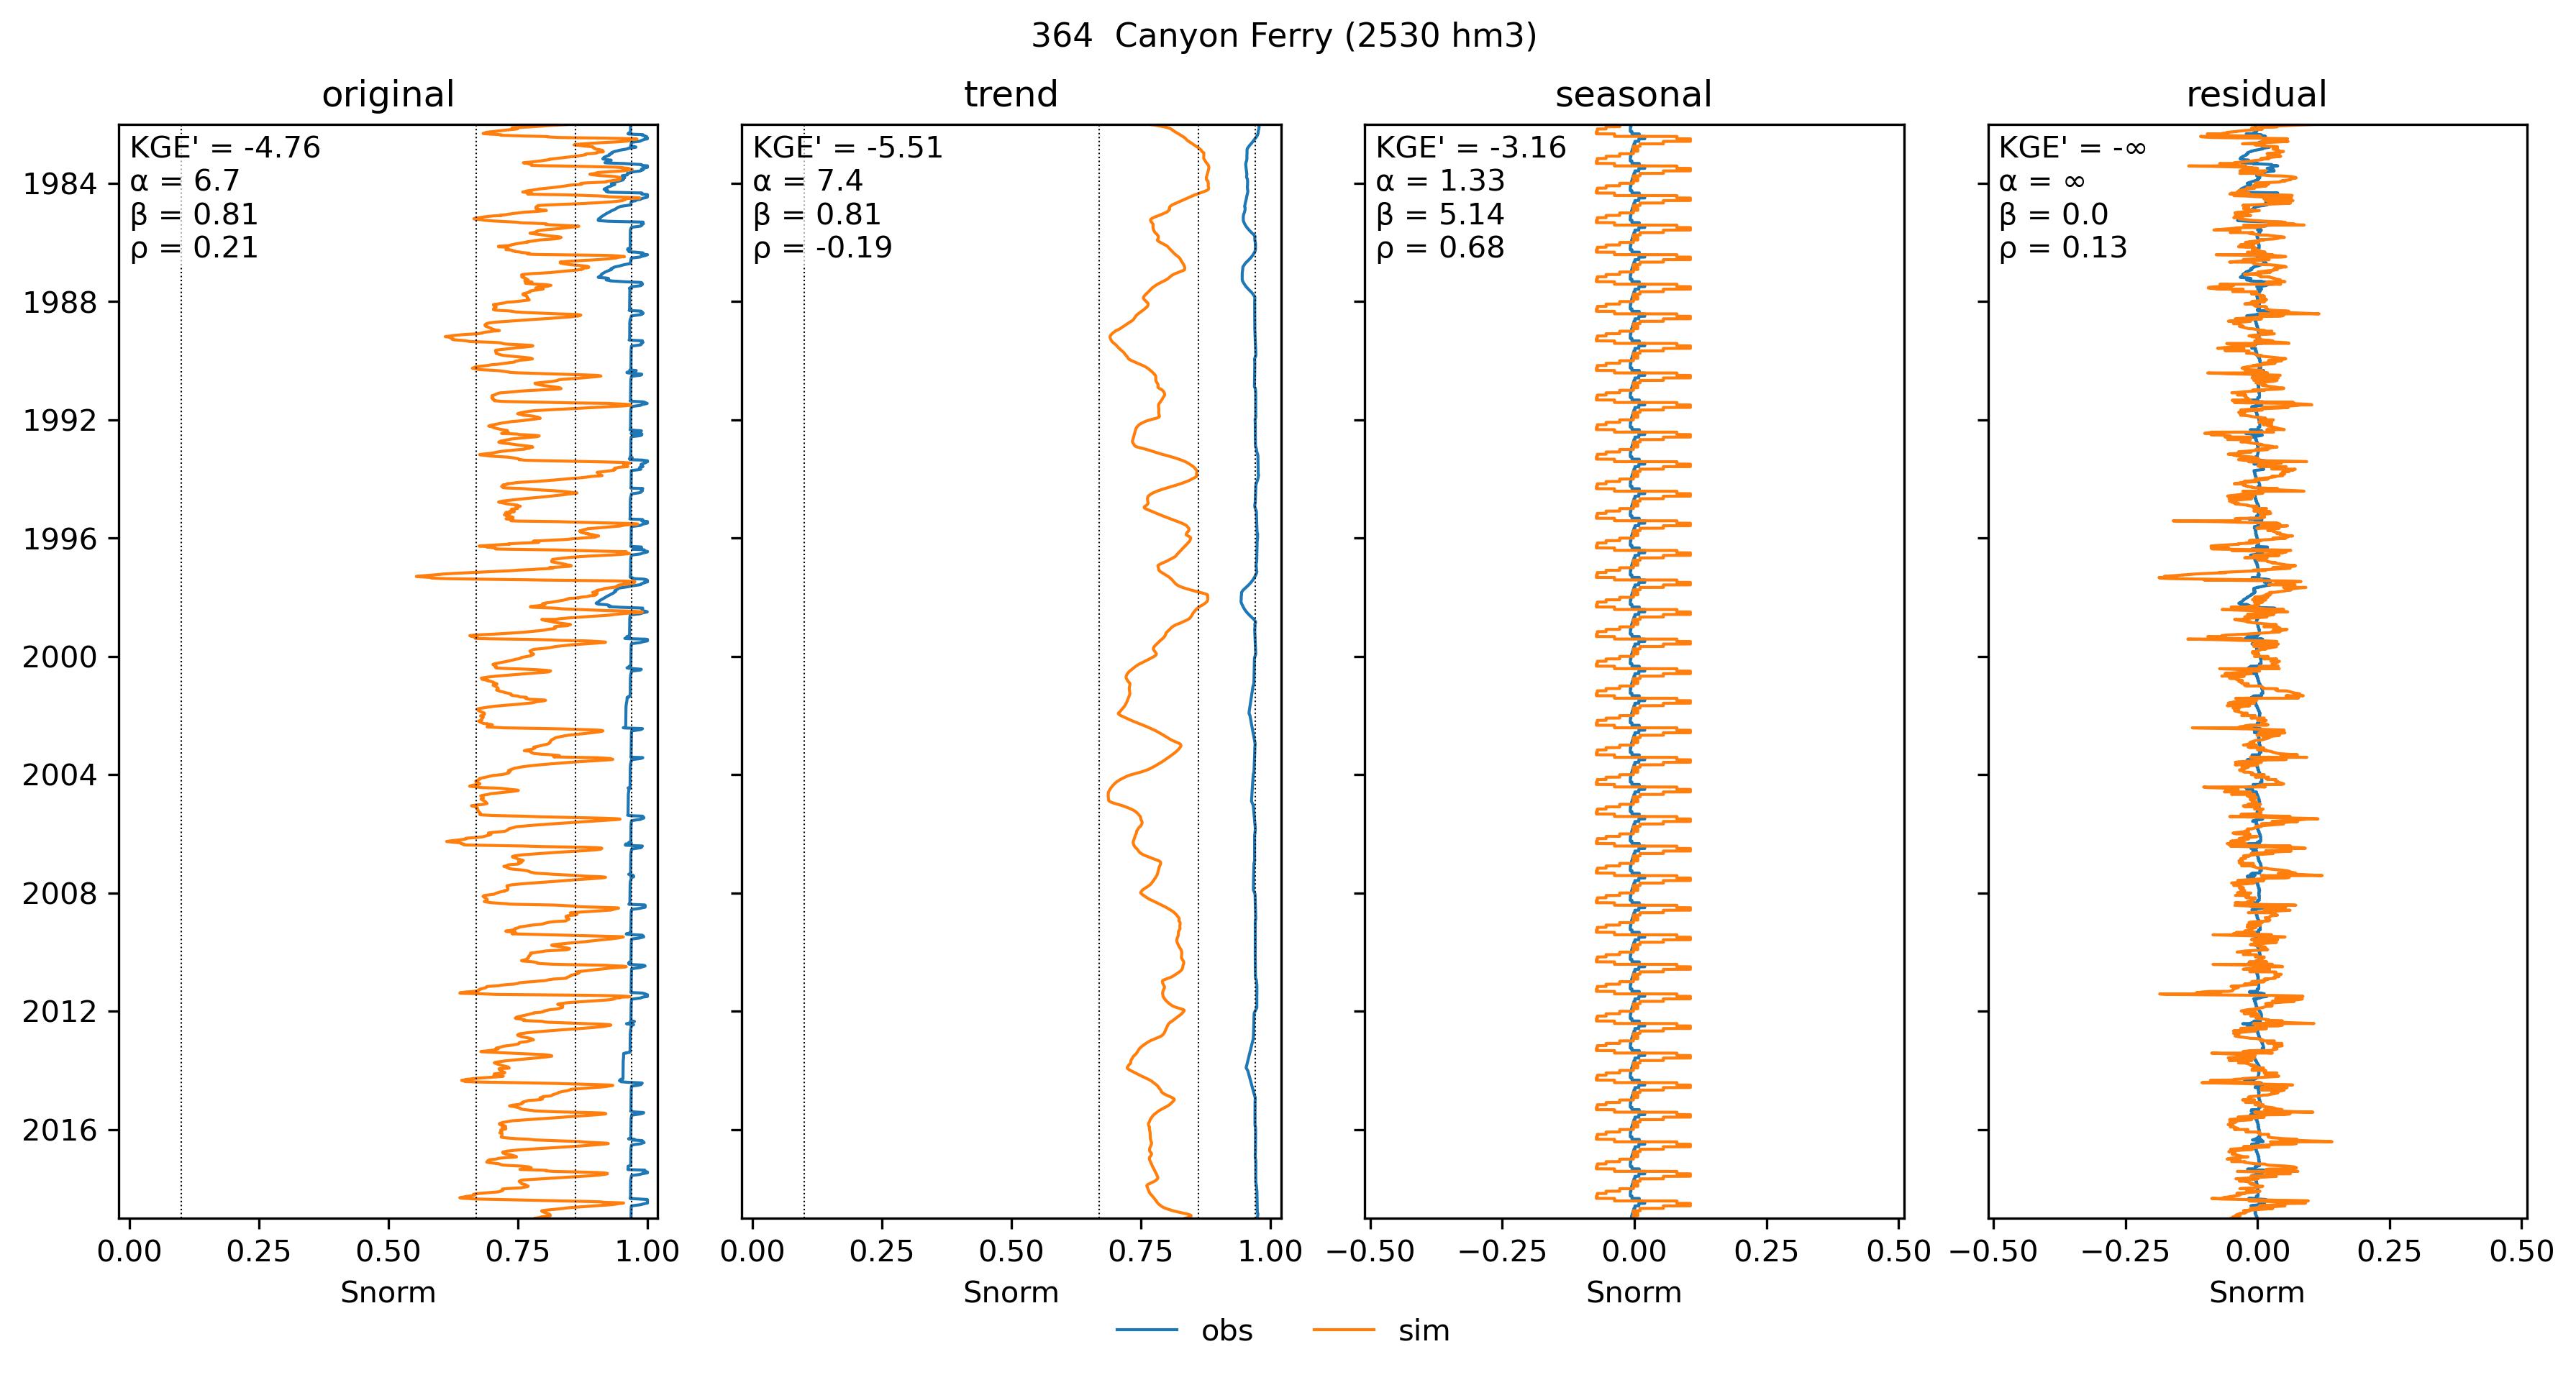 364  Canyon Ferry (2530 hm3)
original
KGE' = -4.76
α = 6.7
β = 0.81
ρ = 0.21
1984
1988
1992
1996
2000
2004
2008
2012
2016
0.00 0.25 0.50 0.75 1.00
Snorm
trend
KGE' = -5.51
α = 7.4
β = 0.81
ρ = -0.19
0.00 0.25 0.50 0.75 1.00
Snorm
seasonal
KGE' = -3.16
α = 1.33
β = 5.14
ρ = 0.68
−0.50 −0.25 0.00 0.25 0.50
Snorm
residual
KGE' = -∞
α = ∞
β = 0.0
ρ = 0.13
−0.50 −0.25 0.00 0.25 0.50
Snorm
obs sim